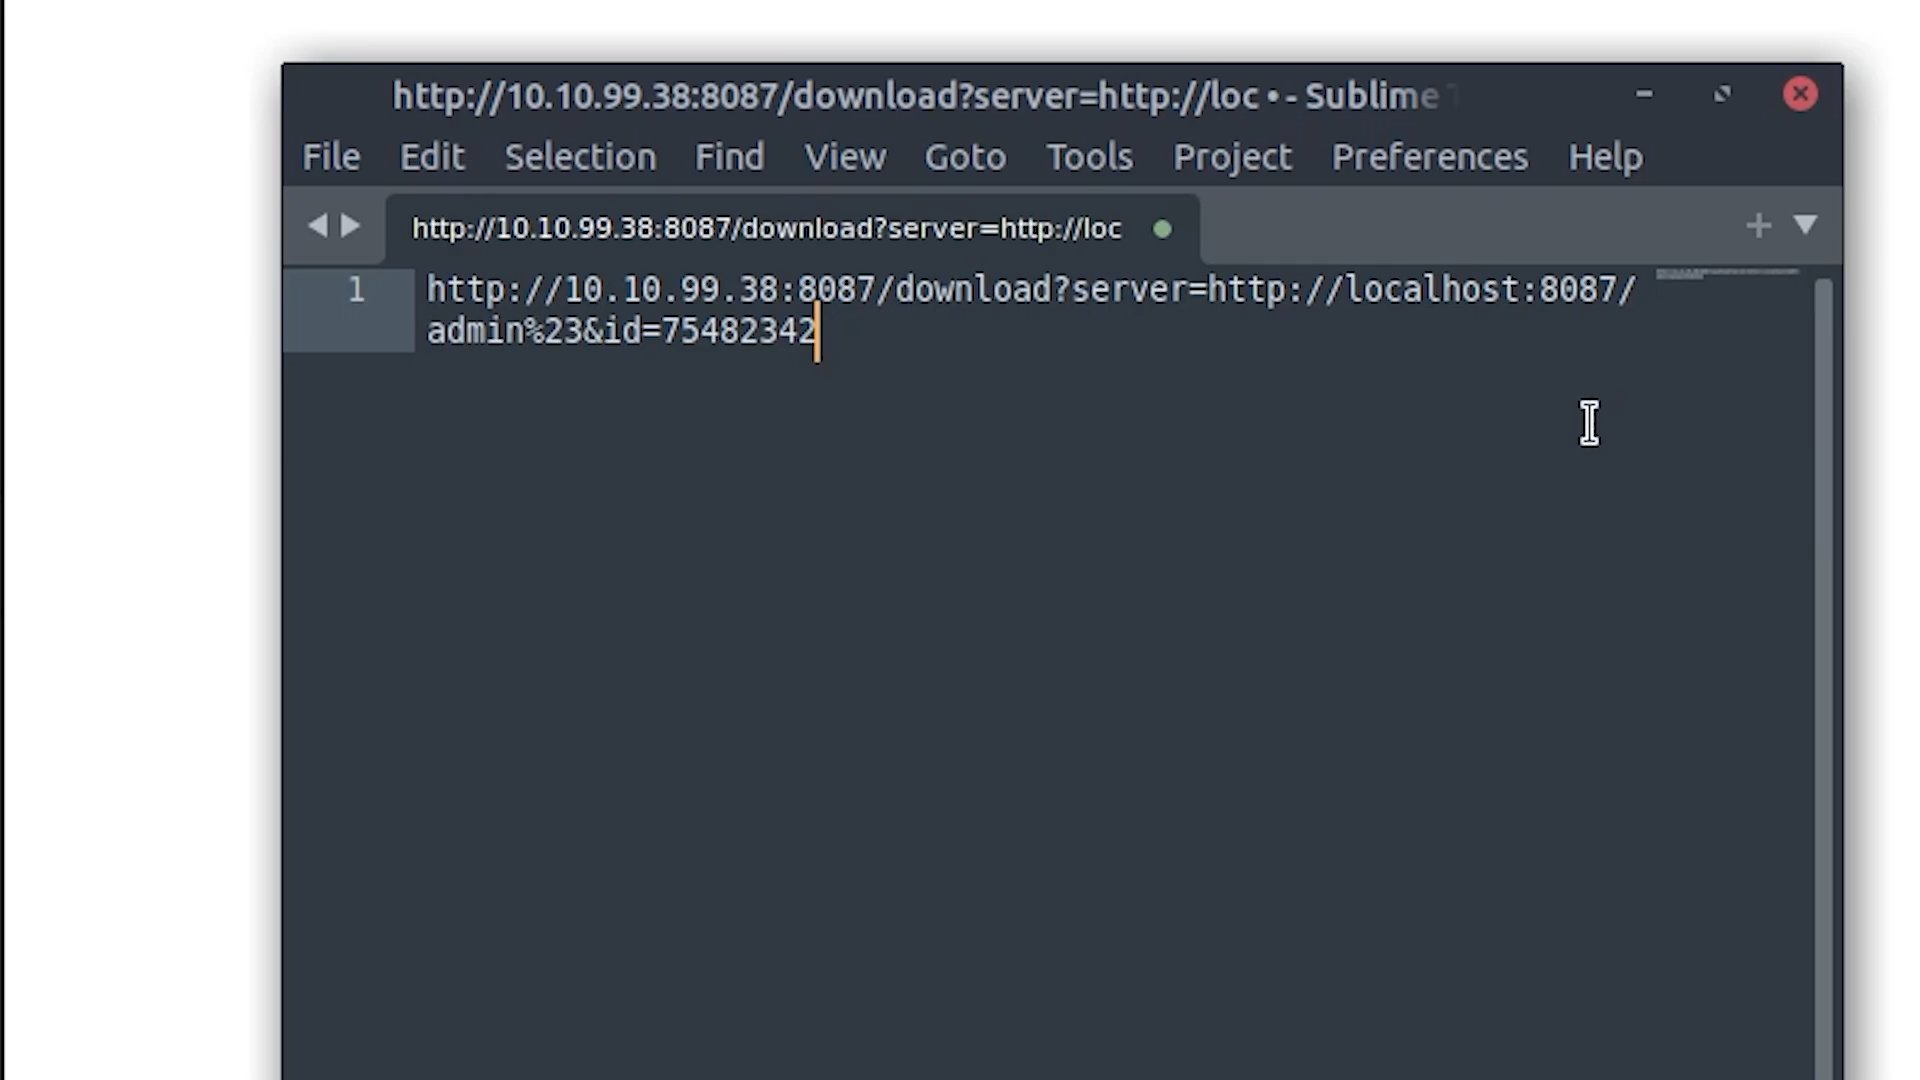 http://10.10.99.38:8087/download?server=http://loc • - Sublime
File Edit Selection Find View Goto Tools Project Preferences Help
http://10.10.99.38:8087/download?server=http://loc
1 http://10.10.99.38:8087/download?server=http://localhost:8087/
admin%23&id=75482342